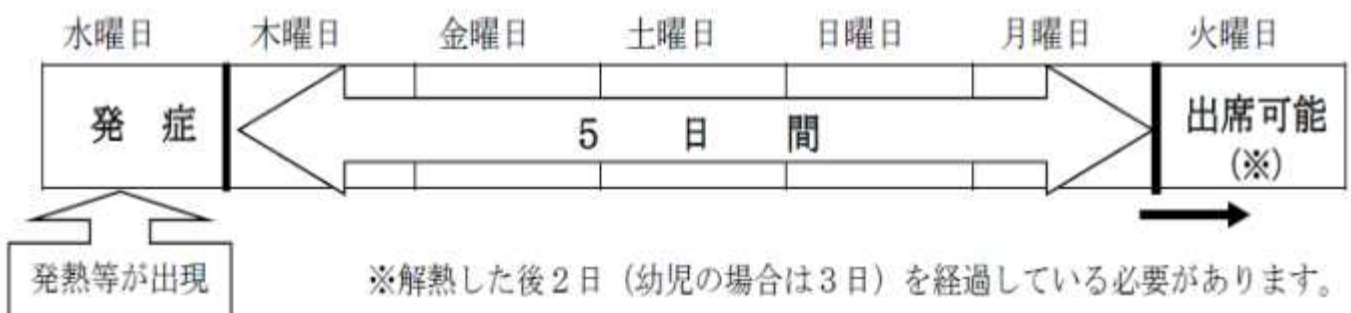 水曜日 木曜日 金曜日 土曜日 日曜日 月曜日 火曜日
発 症 5 日 間 出席可能
(※)
発熱等が出現 ※解熱した後2日(幼児の場合は3日)を経過している必要があります。